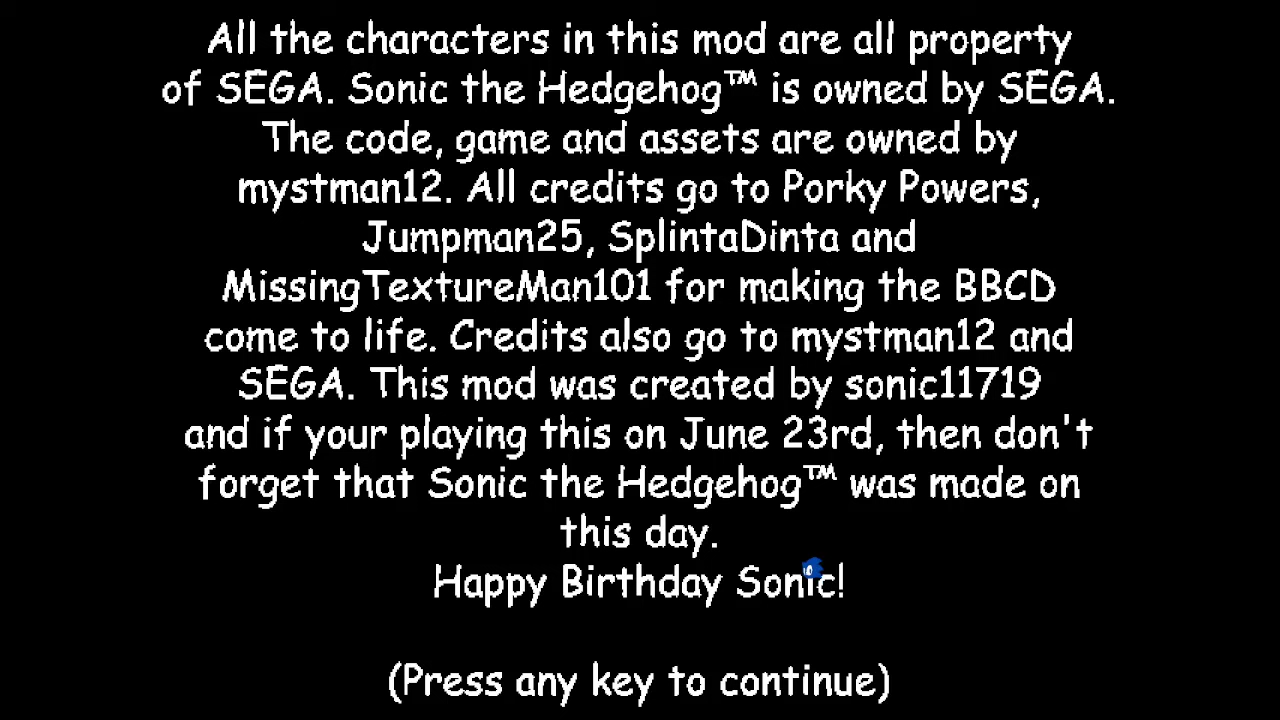 All the characters in this mod are all property
of SEGA. Sonic the Hedgehog™ is owned by SEGA.
The code, game and assets are owned by
mystman12. All credits go to Porky Powers,
Jumpman25, SplintaDinta and
MissingTextureMan101 for making the BBCD
come to life. Credits also go to mystman12 and
SEGA. This mod was created by sonic11719
and if your playing this on June 23rd, then don't
forget that Sonic the Hedgehog™ was made on
this day.
Happy Birthday Sonic!
(Press any key to continue)